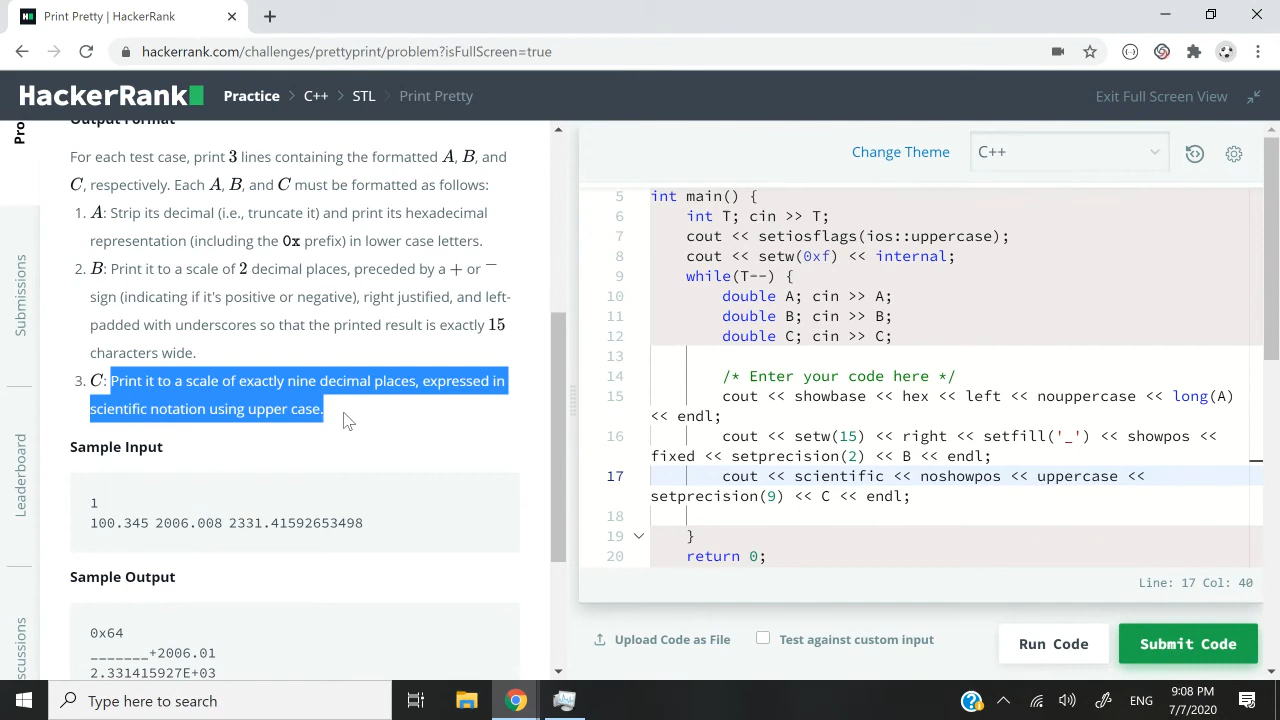 Print Pretty | HackerRank
hackerrank.com/challenges/prettyprint/problem?isFullScreen=true
HackerRank
Practice > C++ > STL > Print Pretty
Exit Full Screen View
Pro
Submissions
Leaderboard
scussions
Output Format
For each test case, print 3 lines containing the formatted A, B, and
C, respectively. Each A, B, and C must be formatted as follows:
1. A: Strip its decimal (i.e., truncate it) and print its hexadecimal
representation (including the 0x prefix) in lower case letters.
2. B: Print it to a scale of 2 decimal places, preceded by a + or −
sign (indicating if it's positive or negative), right justified, and left-
padded with underscores so that the printed result is exactly 15
characters wide.
3. C: Print it to a scale of exactly nine decimal places, expressed in
scientific notation using upper case.
Sample Input
1
100.345 2006.008 2331.41592653498
Sample Output
0x64
_______+2006.01
2.331415927E+03
Change Theme
C++
5 int main() {
6 int T; cin >> T;
7 cout << setiosflags(ios::uppercase);
8 cout << setw(0xf) << internal;
9 while(T--) {
10 double A; cin >> A;
11 double B; cin >> B;
12 double C; cin >> C;
13
14 /* Enter your code here */
15 cout << showbase << hex << left << nouppercase << long(A)
<< endl;
16 cout << setw(15) << right << setfill('_') << showpos <<
fixed << setprecision(2) << B << endl;
17 cout << scientific << noshowpos << uppercase <<
setprecision(9) << C << endl;
18
19 }
20 return 0;
Line: 17 Col: 40
Upload Code as File
Test against custom input
Run Code
Submit Code
Type here to search
ENG
9:08 PM
7/7/2020